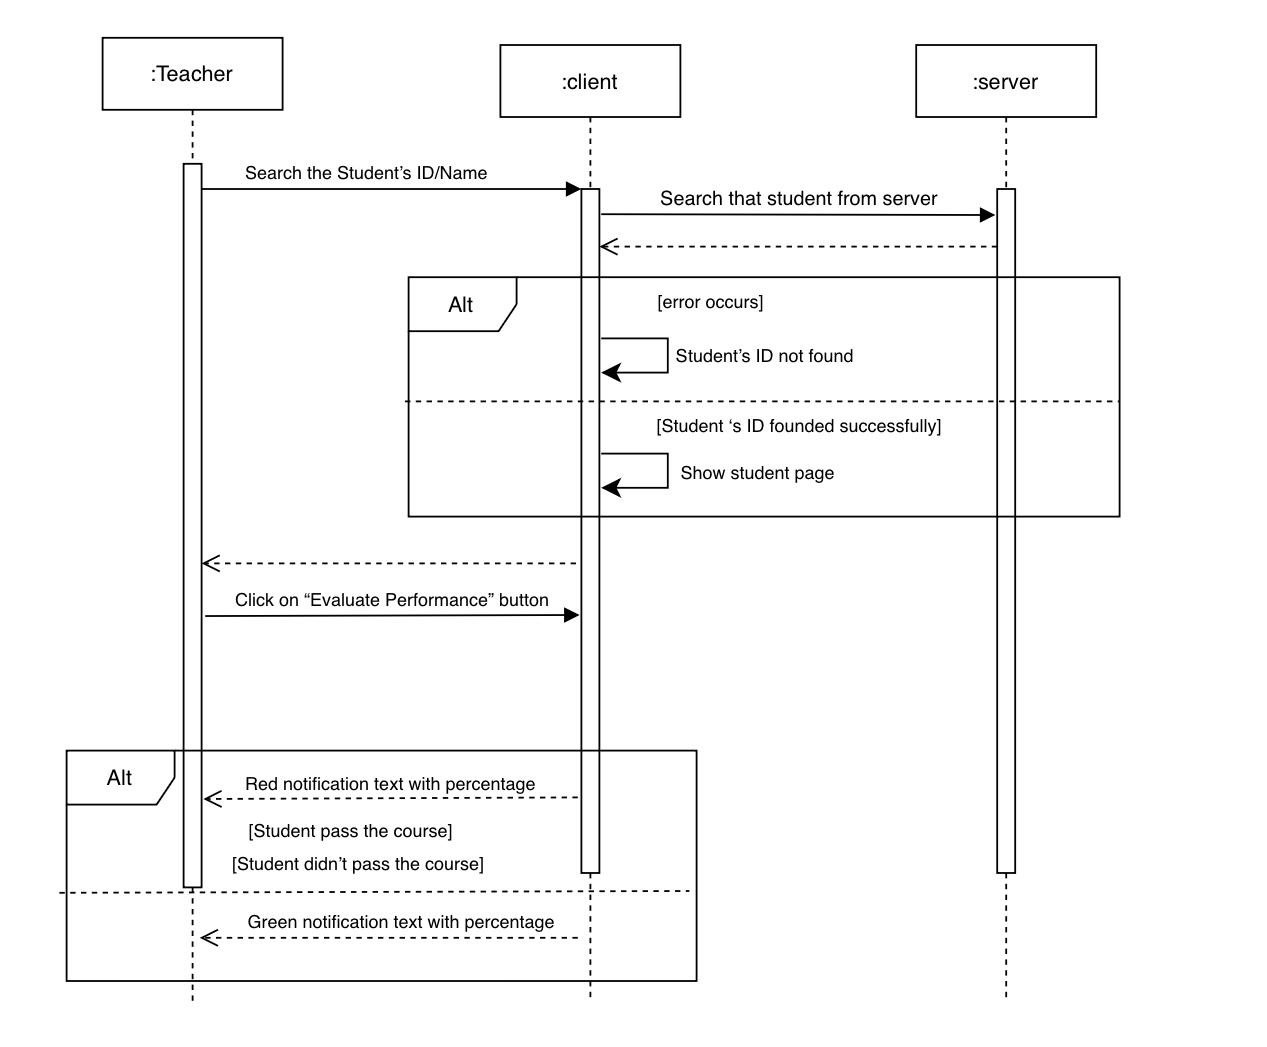 :Teacher
:client
:server
Search the Student’s ID/Name
Search that student from server
Alt
[error occurs]
Student’s ID not found
[Student ‘s ID founded successfully]
Show student page
Click on “Evaluate Performance” button
Alt
Red notification text with percentage
[Student pass the course]
[Student didn’t pass the course]
Green notification text with percentage